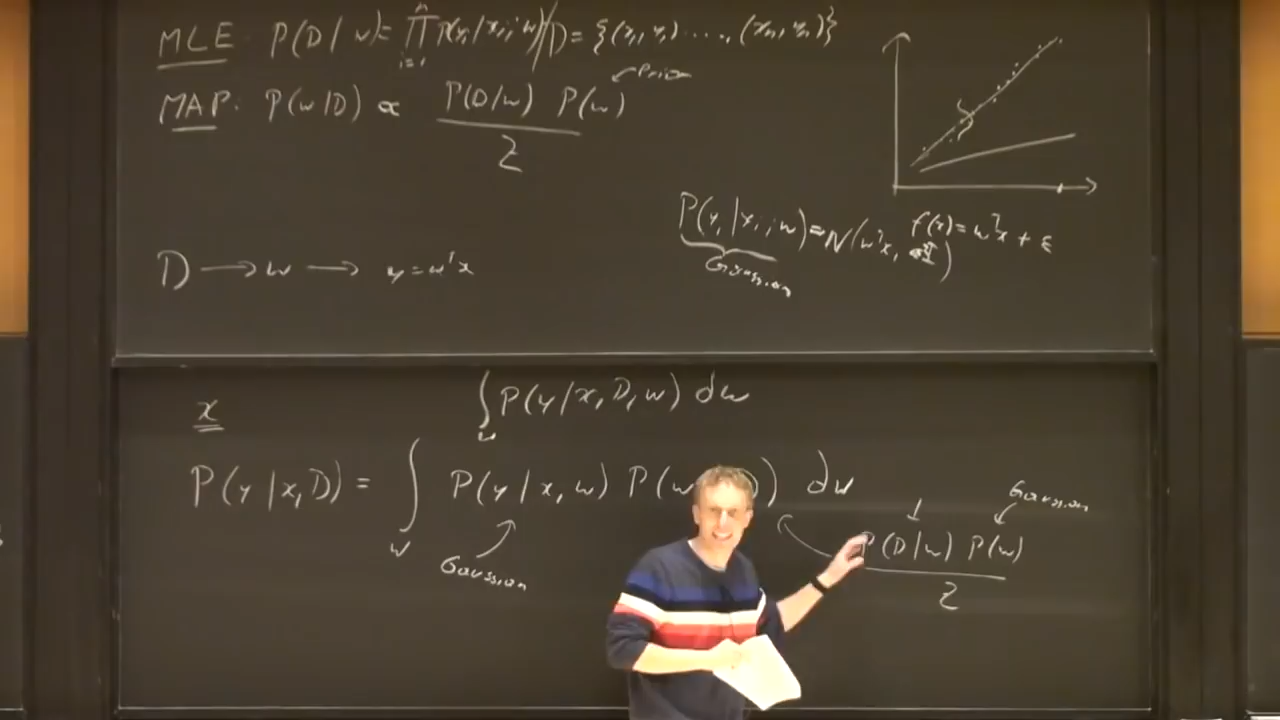 MLE: P(D|w)= ∏ᵢ₌₁ⁿ P(yᵢ|xᵢ;w) D={(x₁,y₁)....,(xₙ,yₙ)}
MAP: P(w|D) ∝ P(D|w) P(w) / Z
Prior
P(yᵢ|xᵢ;w)=N(wᵀx, I)
Gaussian
f(x)=wᵀx+ε
D → w → y=wᵀx
x
∫w P(y|x,D,w) dw
P(y|x,D) = ∫w P(y|x,w) P(w D) dw
Gaussian
P(D|w) P(w) / Z
Gaussian